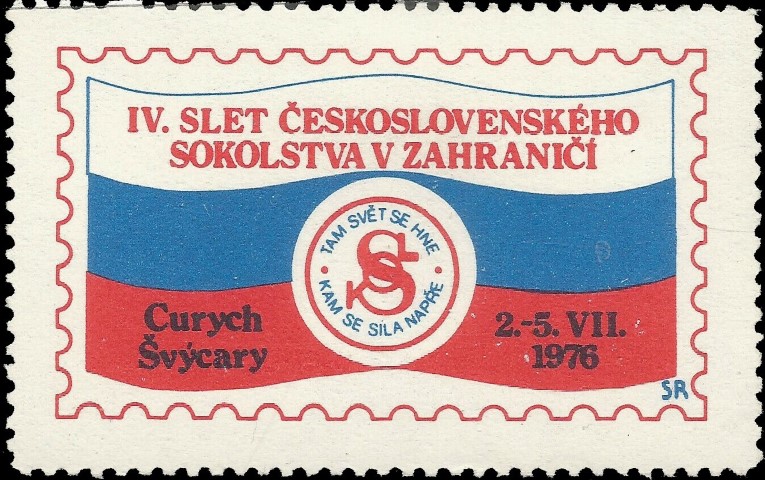 IV. SLET ČESKOSLOVENSKÉHO
SOKOLSTVA V ZAHRANIČÍ
TAM SVĚT SE HNE
KAM SE SÍLA NAPŘE
S
Curych
Švýcary
2.-5. VII.
1976
SR